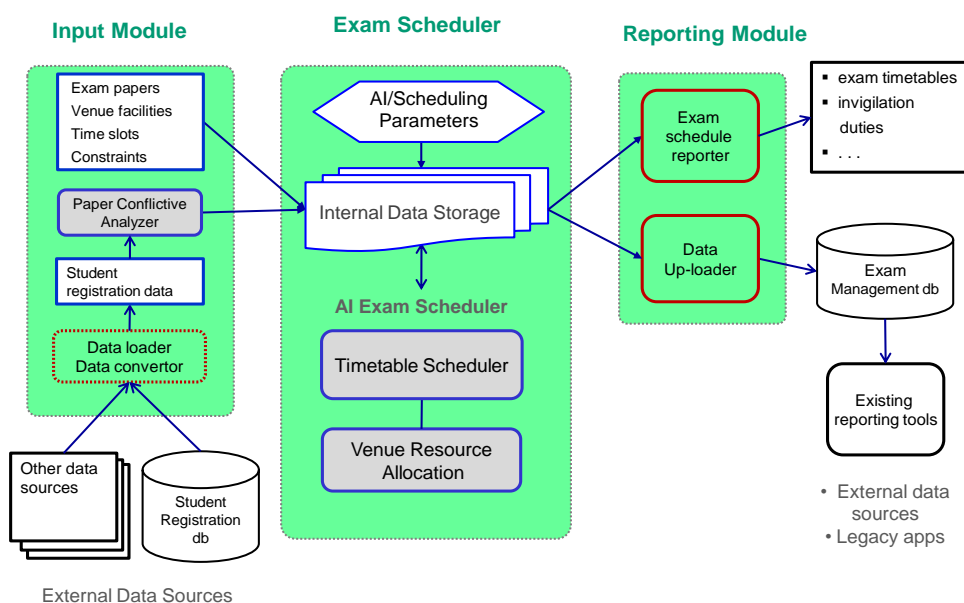 Input Module
Exam papers
Venue facilities
Time slots
Constraints
Paper Conflictive
Analyzer
Student
registration data
Data loader
Data convertor
Other data
sources
Student
Registration
db
External Data Sources
Exam Scheduler
AI/Scheduling
Parameters
Internal Data Storage
AI Exam Scheduler
Timetable Scheduler
Venue Resource
Allocation
Reporting Module
Exam
schedule
reporter
Data
Up-loader
▪ exam timetables
▪ invigilation
duties
▪ . . .
Exam
Management db
Existing
reporting tools
• External data
sources
• Legacy apps